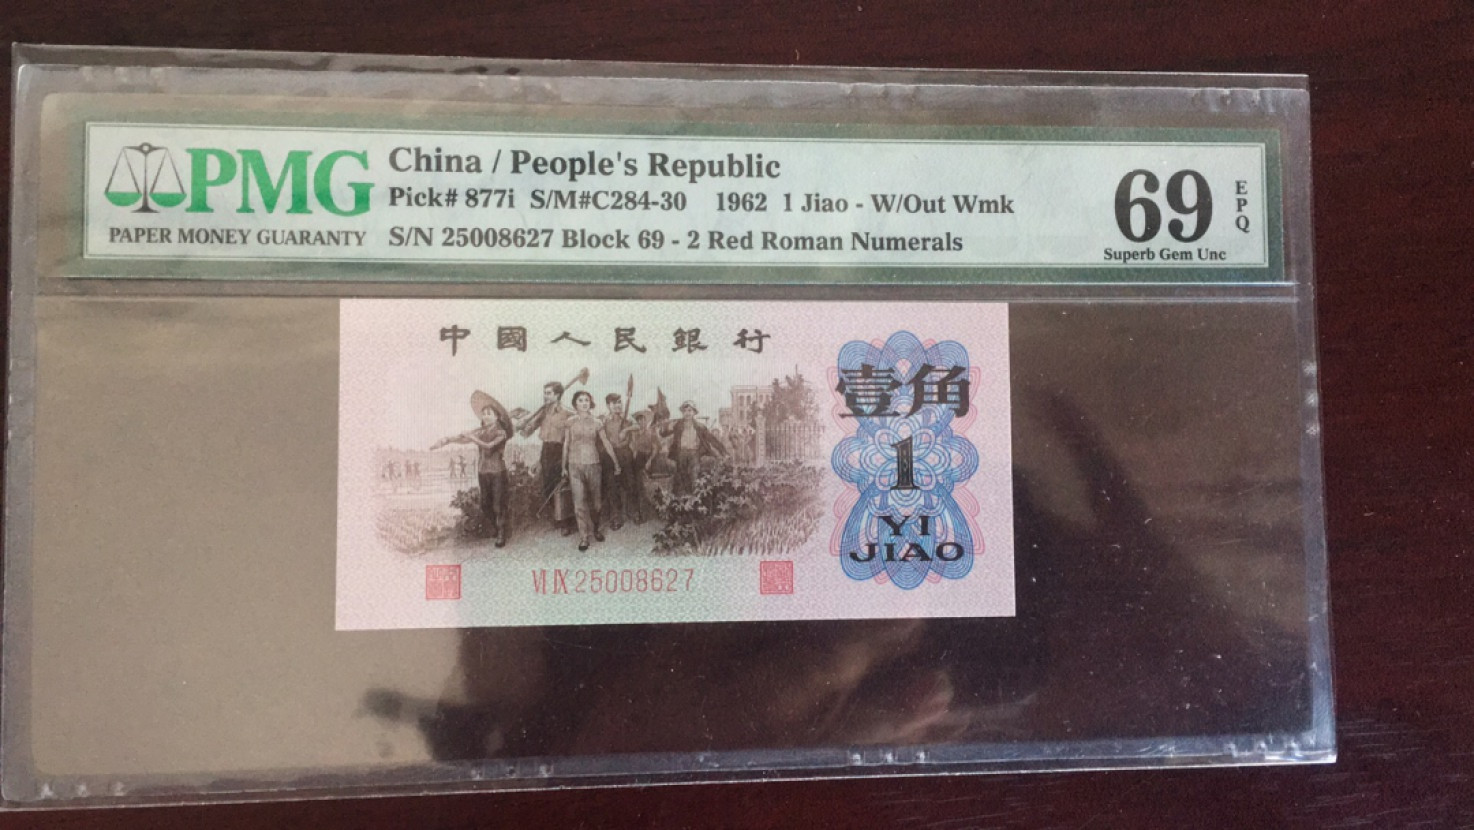 PMG
PAPER MONEY GUARANTY
China / People's Republic
Pick# 877i S/M#C284-30 1962 1 Jiao - W/Out Wmk
S/N 25008627 Block 69 - 2 Red Roman Numerals
69
EPQ
Superb Gem Unc
中國人民銀行
壹角
1
YI
JIAO
VI IX 25008627